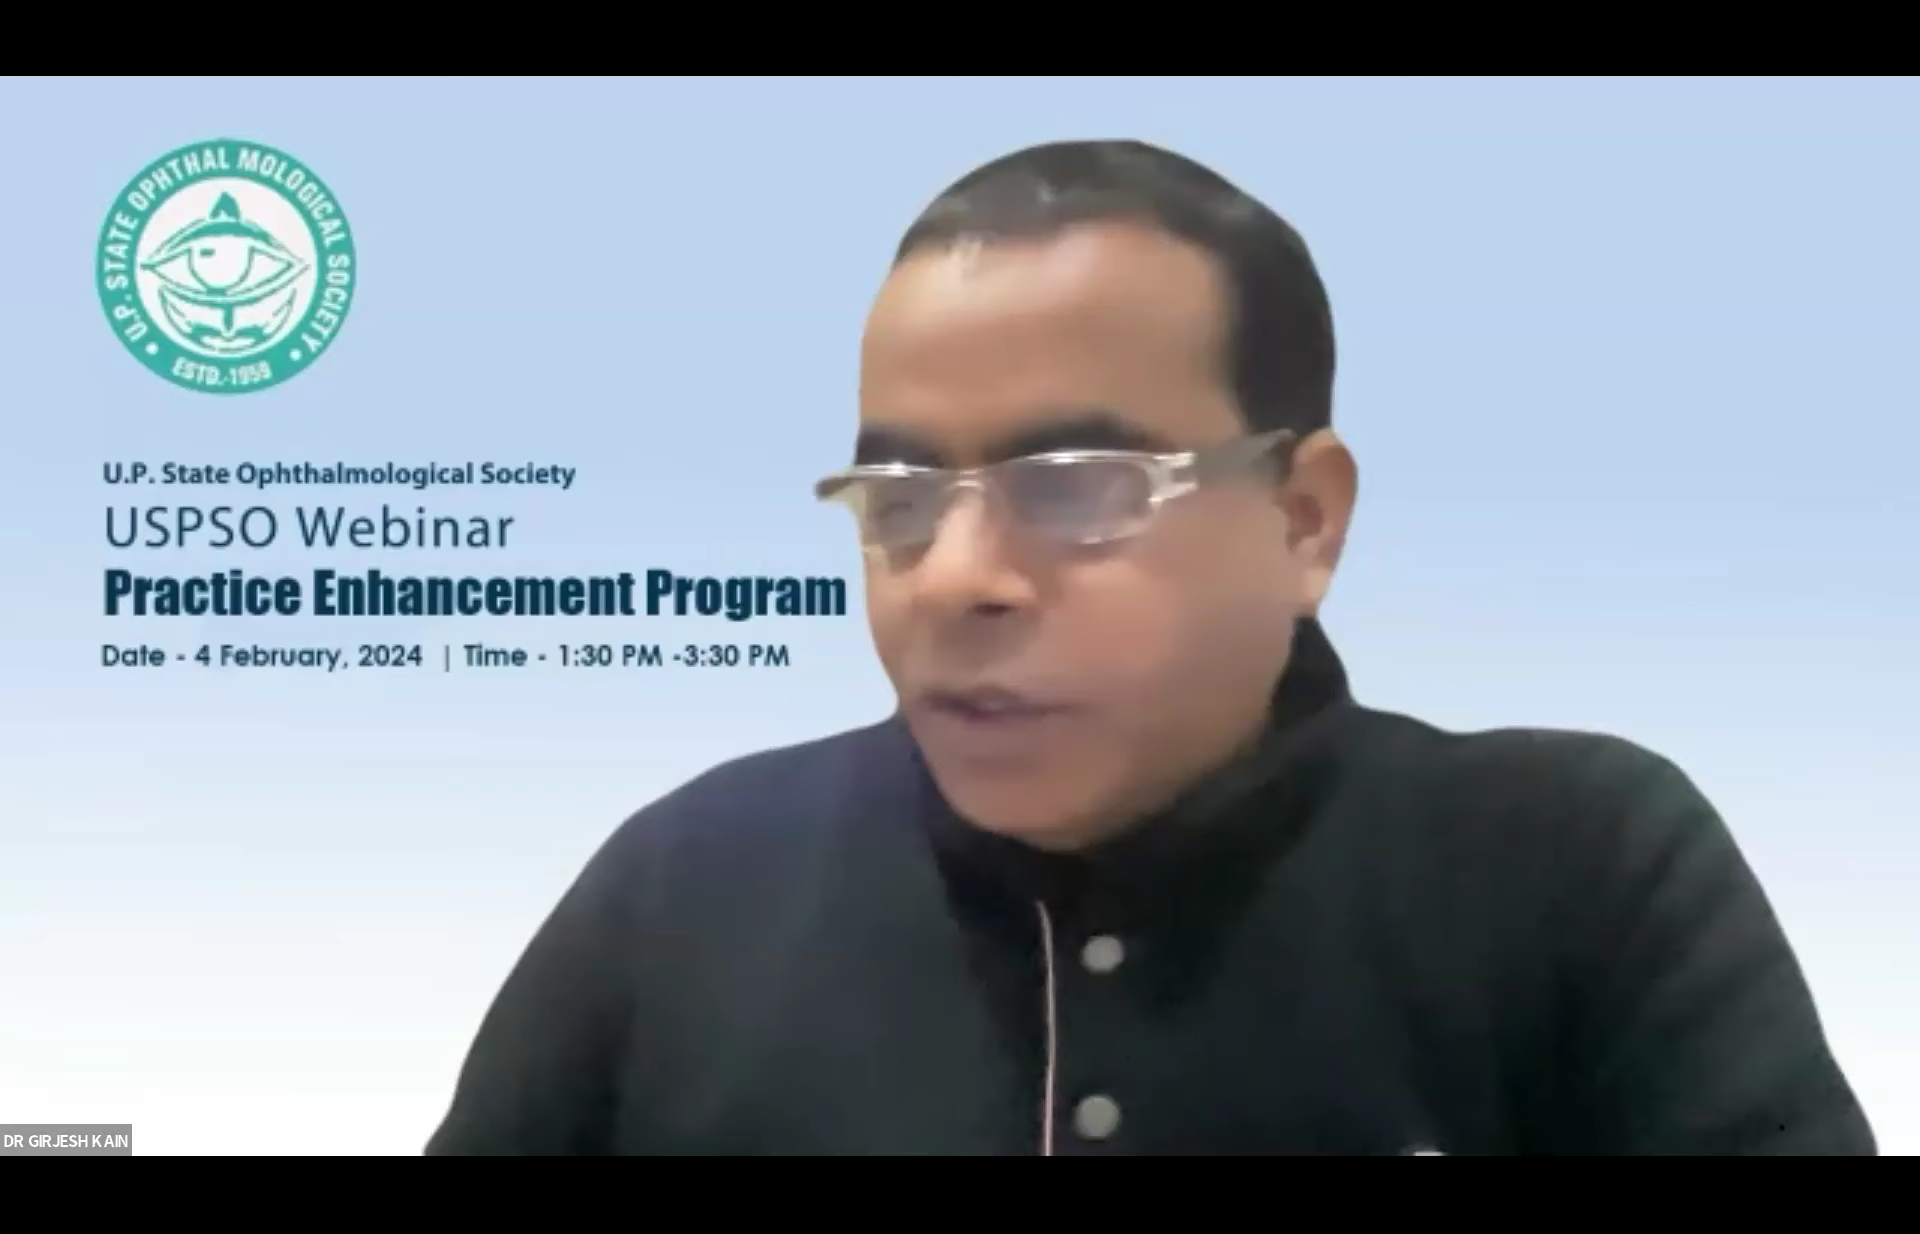 U.P. STATE OPHTHAL MOLOGICAL SOCIETY
ESTD.-1959
U.P. State Ophthalmological Society
USPSO Webinar
Practice Enhancement Program
Date - 4 February, 2024 | Time - 1:30 PM -3:30 PM
DR GIRJESH KAIN